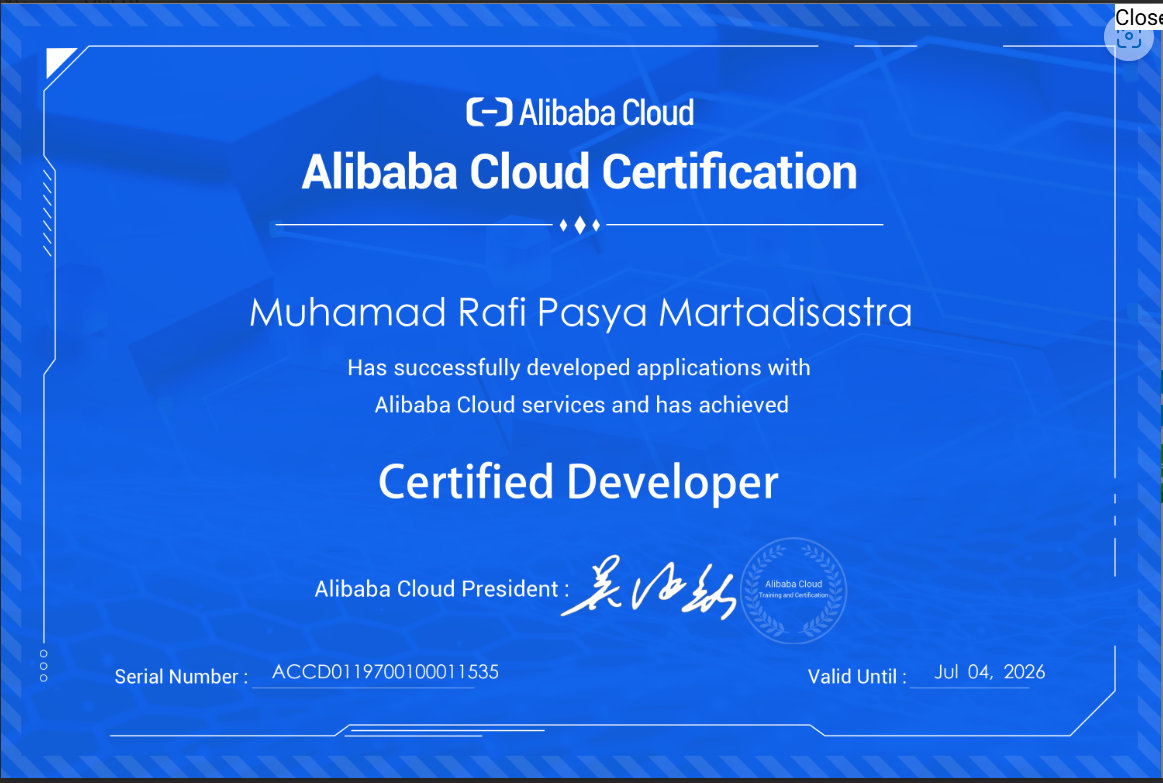 Close
Alibaba Cloud
Alibaba Cloud Certification
Muhamad Rafi Pasya Martadisastra
Has successfully developed applications with
Alibaba Cloud services and has achieved
Certified Developer
Alibaba Cloud President :
Alibaba Cloud
Training and Certification
Serial Number : ACCD0119700100011535
Valid Until : Jul 04, 2026